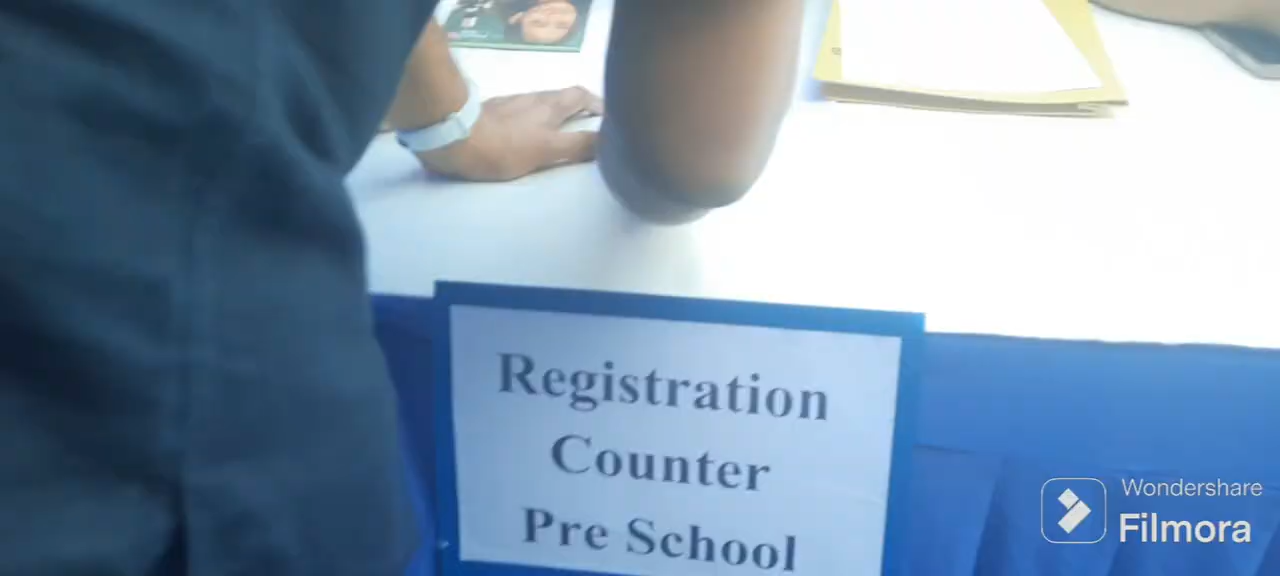 Registration
Counter
Pre School
Wondershare
Filmora